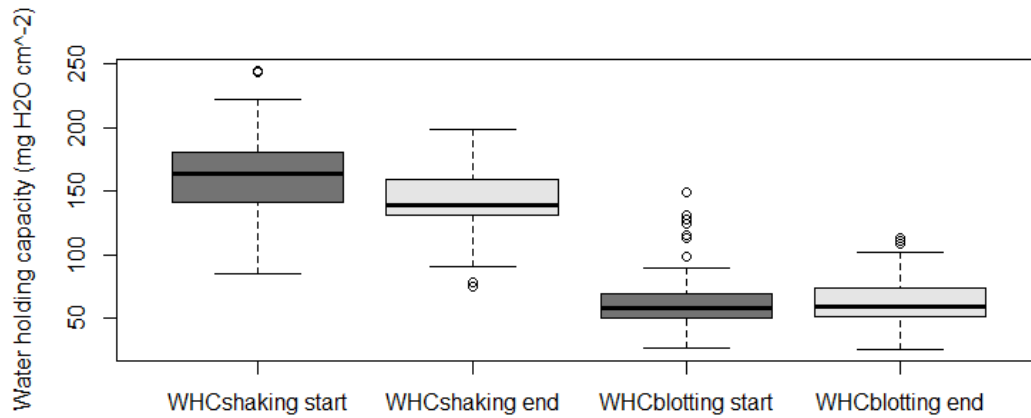 Water holding capacity (mg H2O cm^-2)
250
200
150
100
50
WHCshaking start
WHCshaking end
WHCblotting start
WHCblotting end